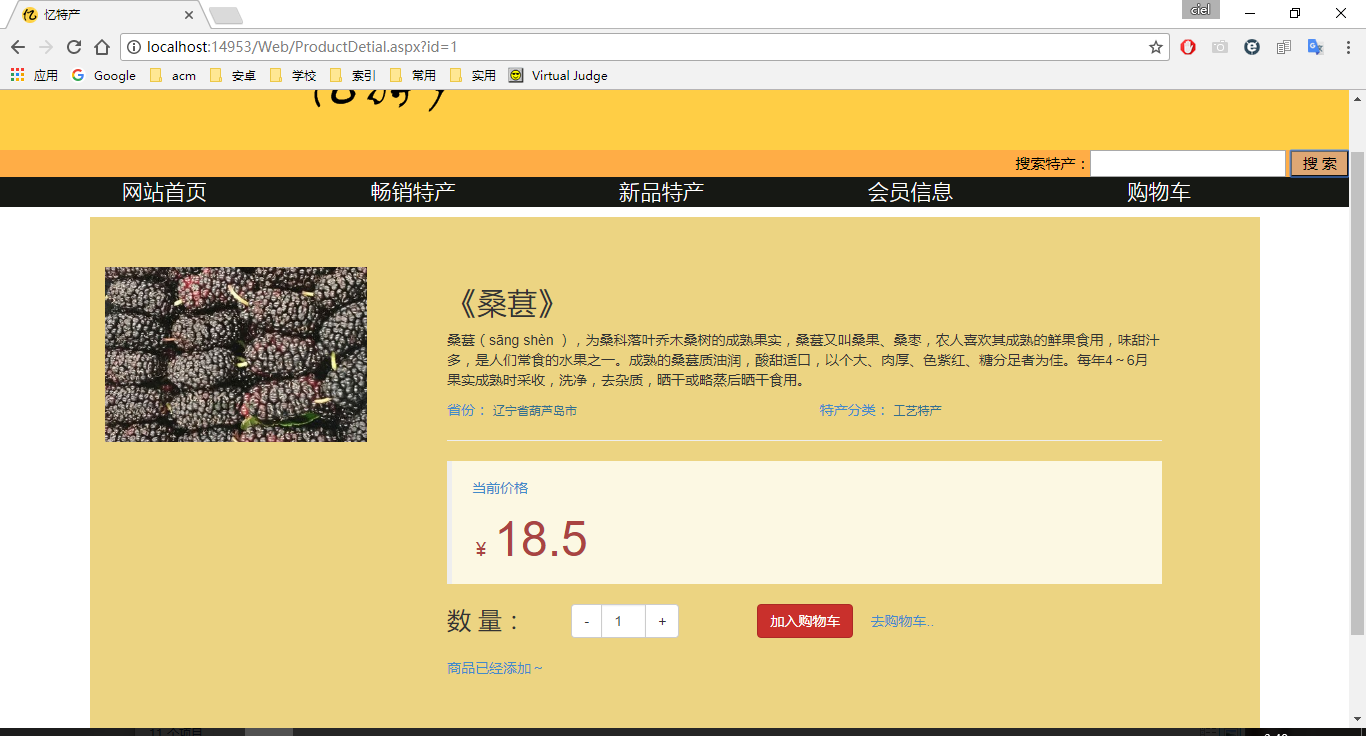 忆特产
ciel
localhost:14953/Web/ProductDetial.aspx?id=1
应用 Google acm 安卓 学校 索引 常用 实用 Virtual Judge
搜索特产：
搜 索
网站首页 畅销特产 新品特产 会员信息 购物车
《桑葚》
桑葚（sāng shèn ），为桑科落叶乔木桑树的成熟果实，桑葚又叫桑果、桑枣，农人喜欢其成熟的鲜果食用，味甜汁
多，是人们常食的水果之一。成熟的桑葚质油润，酸甜适口，以个大、肉厚、色紫红、糖分足者为佳。每年4～6月
果实成熟时采收，洗净，去杂质，晒干或略蒸后晒干食用。
省份： 辽宁省葫芦岛市 特产分类： 工艺特产
当前价格
¥ 18.5
数 量： - 1 + 加入购物车 去购物车..
商品已经添加～